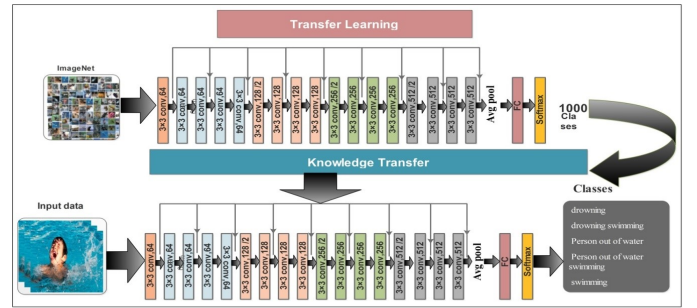 Transfer Learning
ImageNet
3×3 conv,64
3×3 conv,64
3×3 conv,64
3×3 conv,64
3×3 conv,64
3×3 conv,128 /2
3×3 conv,128
3×3 conv,128
3×3 conv,128
3×3 conv,256 /2
3×3 conv,256
3×3 conv,256
3×3 conv,256
3×3 conv,512 /2
3×3 conv,512
3×3 conv,512
3×3 conv,512
Avg pool
FC
Softmax
1000
Cla
ses
Knowledge Transfer
Classes
Input data
3×3 conv,64
3×3 conv,64
3×3 conv,64
3×3 conv,64
3×3 conv,64
3×3 conv,128 /2
3×3 conv,128
3×3 conv,128
3×3 conv,128
3×3 conv,256 /2
3×3 conv,256
3×3 conv,256
3×3 conv,256
3×3 conv,512 /2
3×3 conv,512
3×3 conv,512
3×3 conv,512
Avg pool
FC
Softmax
drowning
drowning swimming
Person out of water
Person out of water
swimming
swimming